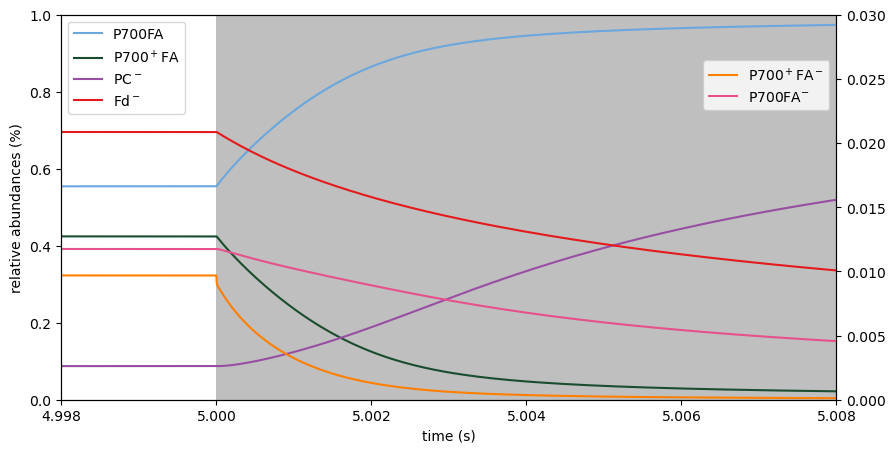 1.0
0.8
0.6
0.4
0.2
0.0
relative abundances (%)
P700FA
P700⁺FA
PC⁻
Fd⁻
P700⁺FA⁻
P700FA⁻
0.030
0.025
0.020
0.015
0.010
0.005
0.000
4.998 5.000 5.002 5.004 5.006 5.008
time (s)